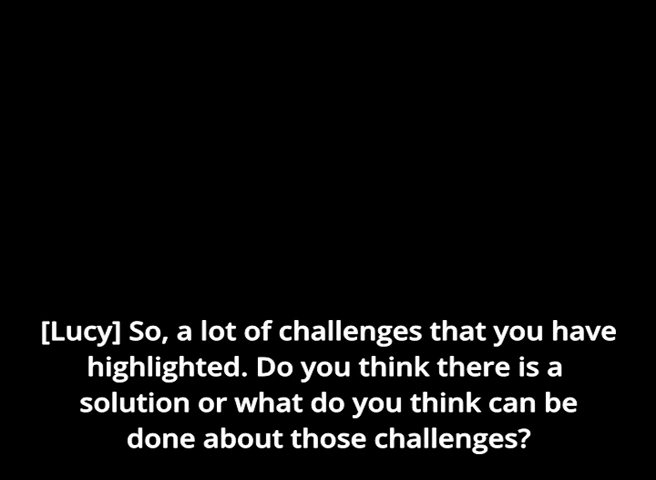 [Lucy] So, a lot of challenges that you have
highlighted. Do you think there is a
solution or what do you think can be
done about those challenges?